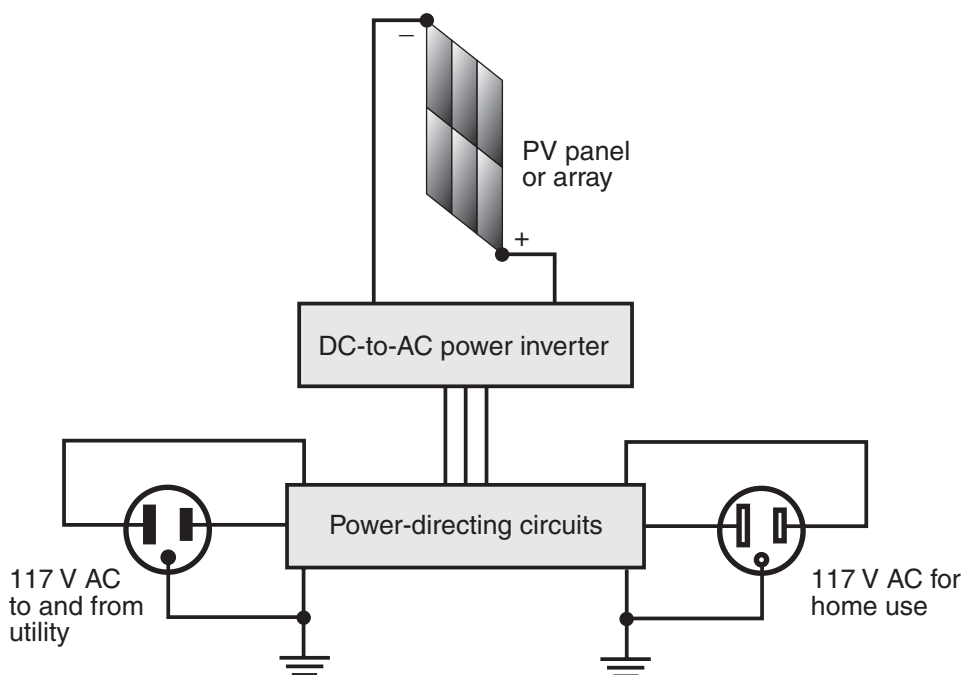 −
PV panel
or array
+
DC-to-AC power inverter
Power-directing circuits
117 V AC
to and from
utility
117 V AC for
home use